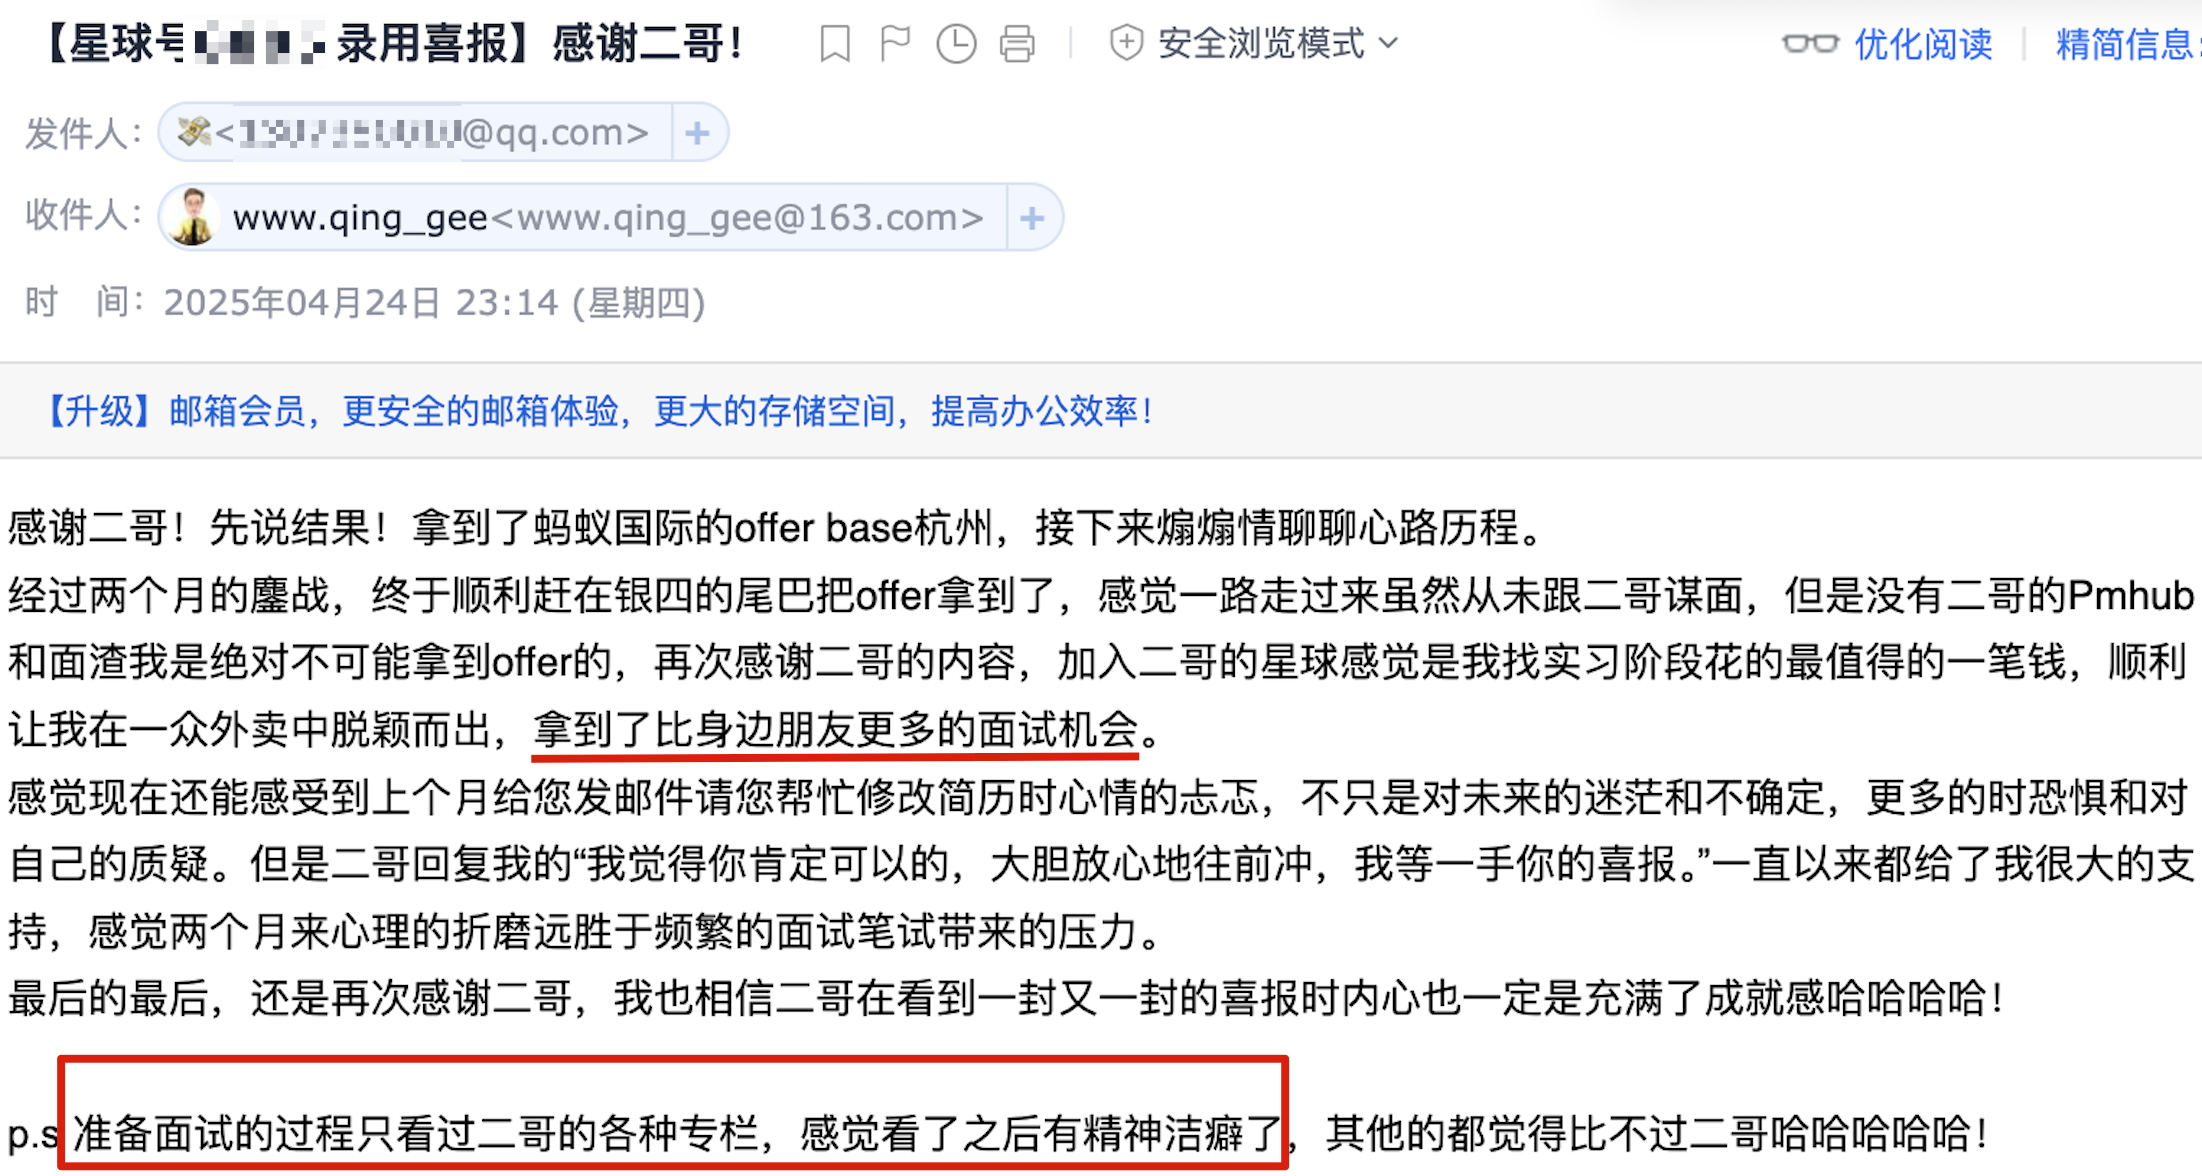 【星球号 录用喜报】感谢二哥！ 安全浏览模式 优化阅读 精简信息
发件人： < @qq.com> +
收件人： www.qing_gee<www.qing_gee@163.com> +
时 间： 2025年04月24日 23:14 (星期四)
【升级】邮箱会员，更安全的邮箱体验，更大的存储空间，提高办公效率！
感谢二哥！先说结果！拿到了蚂蚁国际的offer base杭州，接下来煽煽情聊聊心路历程。
经过两个月的鏖战，终于顺利赶在银四的尾巴把offer拿到了，感觉一路走过来虽然从未跟二哥谋面，但是没有二哥的Pmhub
和面渣我是绝对不可能拿到offer的，再次感谢二哥的内容，加入二哥的星球感觉是我找实习阶段花的最值得的一笔钱，顺利
让我在一众外卖中脱颖而出，拿到了比身边朋友更多的面试机会。
感觉现在还能感受到上个月给您发邮件请您帮忙修改简历时心情的忐忑，不只是对未来的迷茫和不确定，更多的时恐惧和对
自己的质疑。但是二哥回复我的“我觉得你肯定可以的，大胆放心地往前冲，我等一手你的喜报。”一直以来都给了我很大的支
持，感觉两个月来心理的折磨远胜于频繁的面试笔试带来的压力。
最后的最后，还是再次感谢二哥，我也相信二哥在看到一封又一封的喜报时内心也一定是充满了成就感哈哈哈哈！
p.s 准备面试的过程只看过二哥的各种专栏，感觉看了之后有精神洁癖了，其他的都觉得比不过二哥哈哈哈哈哈！